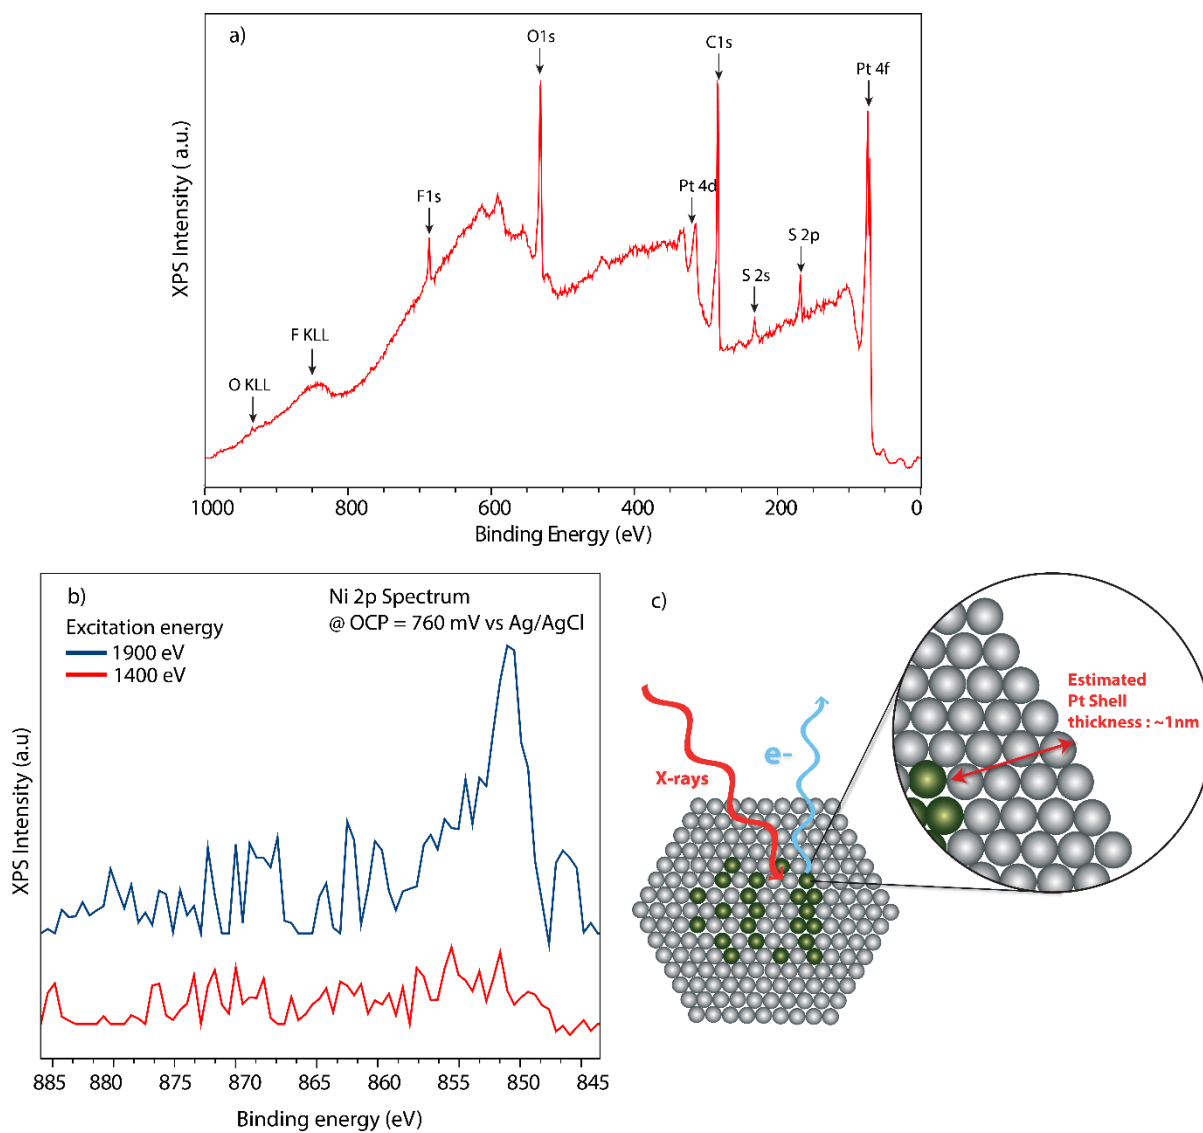 a)
O1s
C1s
Pt 4f
F1s
Pt 4d
S 2p
S 2s
F KLL
O KLL
XPS Intensity ( a.u.)
1000
800
600
400
200
0
Binding Energy (eV)
b)
Ni 2p Spectrum
@ OCP = 760 mV vs Ag/AgCl
Excitation energy
1900 eV
1400 eV
XPS Intensity (a.u)
885
880
875
870
865
860
855
850
845
Binding energy (eV)
c)
Estimated
Pt Shell
thickness : ~1nm
X-rays
e-